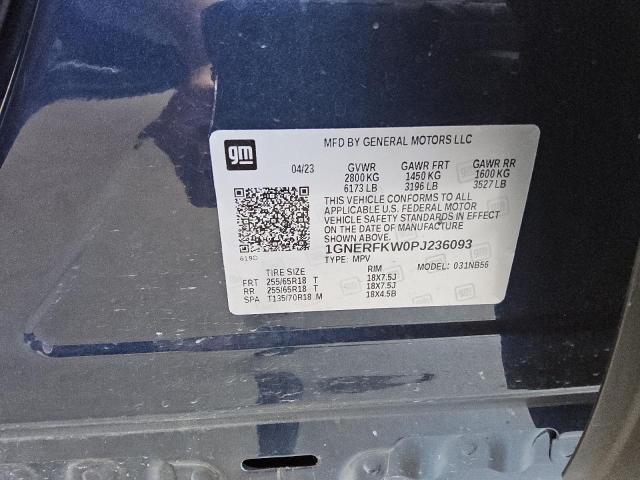 gm
MFD BY GENERAL MOTORS LLC
04/23 GVWR GAWR FRT GAWR RR
2800 KG 1450 KG 1600 KG
6173 LB 3196 LB 3527 LB
THIS VEHICLE CONFORMS TO ALL
APPLICABLE U.S. FEDERAL MOTOR
VEHICLE SAFETY STANDARDS IN EFFECT
ON THE DATE OF MANUFACTURE
SHOWN ABOVE.
1GNERFKW0PJ236093
619D TYPE: MPV MODEL: 031NB56
TIRE SIZE RIM
FRT 255/65R18 T 18X7.5J
RR 255/65R18 T 18X7.5J
SPA T135/70R18 M 18X4.5B